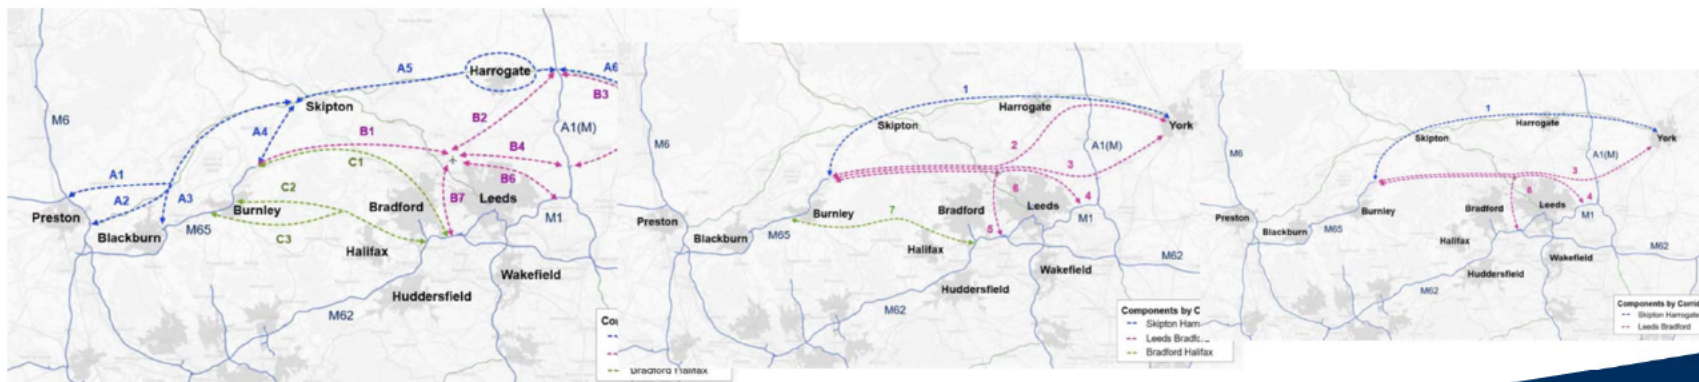 A5
Harrogate
A6
Skipton
B3
M6
B2
A4
B1
A1(M)
C1
B4
A1
C2
B6
A2
A3
B7
Leeds
Preston
Burnley
Bradford
M1
Blackburn
M65
C3
Halifax
Wakefield
Huddersfield
M62
Bradford Halifax
1
Harrogate
Skipton
York
2
A1(M)
M6
3
6
Leeds
4
Preston
Burnley
7
Bradford
M1
Blackburn
M65
5
Halifax
M62
Wakefield
Huddersfield
M62
Components by C
Skipton Harr
Leeds Bradf
Bradford Halifax
1
Harrogate
Skipton
York
A1(M)
M6
3
6
Leeds
4
Preston
Burnley
Bradford
M1
Blackburn
M65
Halifax
M62
Wakefield
Huddersfield
M62
Components by Corrid
Skipton Harrogate
Leeds Bradford